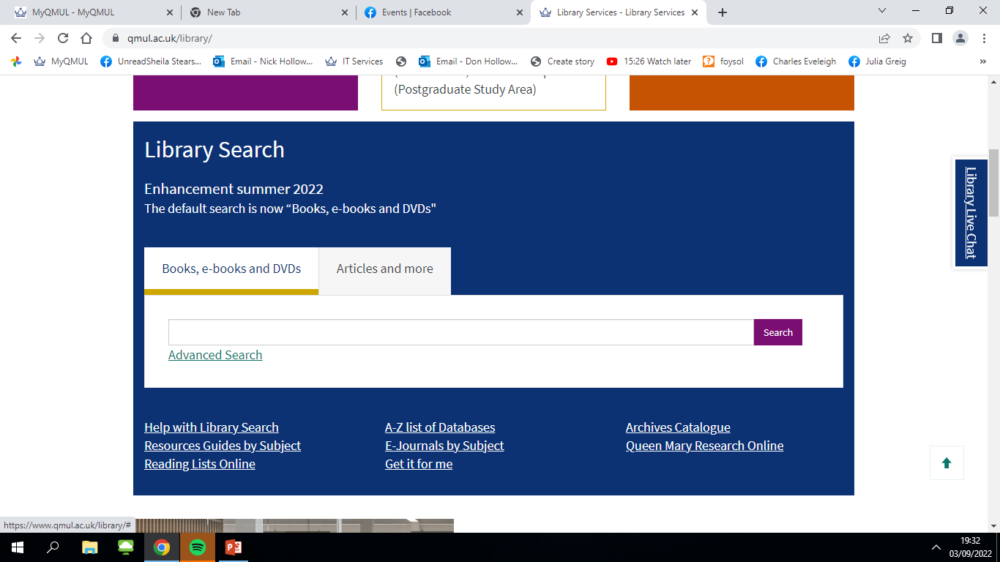 MyQMUL - MyQMUL
New Tab
Events | Facebook
Library Services - Library Services
qmul.ac.uk/library/
MyQMUL
UnreadSheila Stears...
Email - Nick Hollow...
IT Services
Email - Don Hollow...
Create story
15:26 Watch later
foysol
Charles Eveleigh
Julia Greig
»
(Postgraduate Study Area)
Library Search
Enhancement summer 2022
The default search is now “Books, e-books and DVDs"
Books, e-books and DVDs
Articles and more
Search
Advanced Search
Help with Library Search
A-Z list of Databases
Archives Catalogue
Resources Guides by Subject
E-Journals by Subject
Queen Mary Research Online
Reading Lists Online
Get it for me
Library Live Chat
https://www.qmul.ac.uk/library/#
19:32
03/09/2022